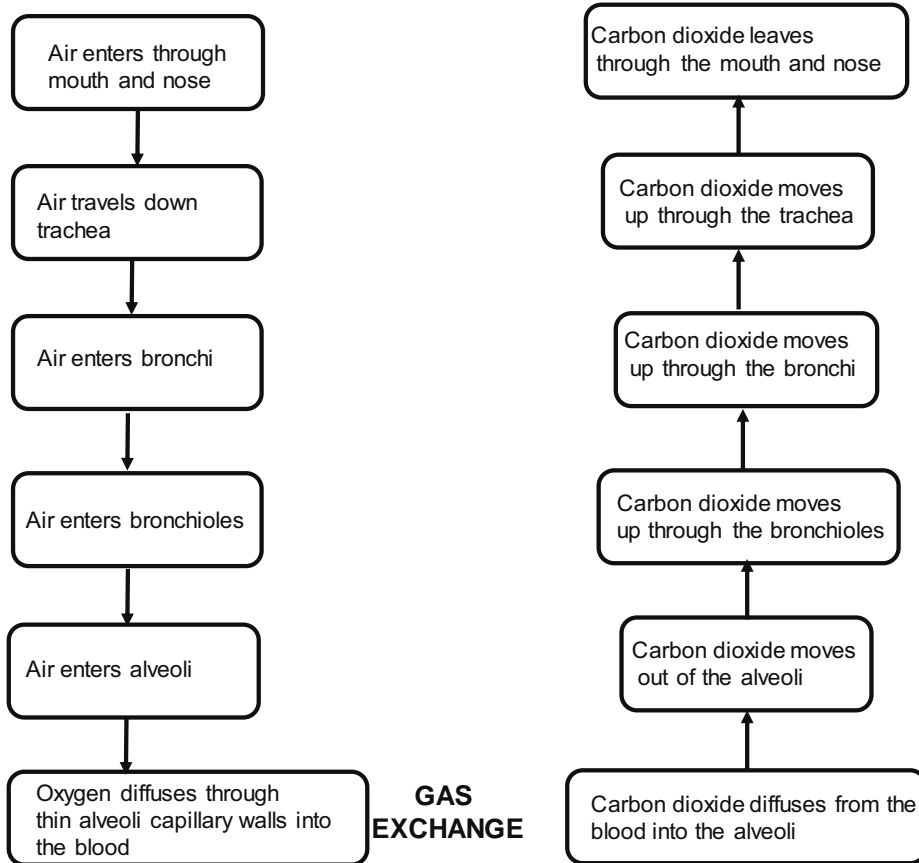 Air enters through
mouth and nose
Air travels down
trachea
Air enters bronchi
Air enters bronchioles
Air enters alveoli
Oxygen diffuses through
thin alveoli capillary walls into
the blood
GAS
EXCHANGE
Carbon dioxide leaves
through the mouth and nose
Carbon dioxide moves
up through the trachea
Carbon dioxide moves
up through the bronchi
Carbon dioxide moves
up through the bronchioles
Carbon dioxide moves
out of the alveoli
Carbon dioxide diffuses from the
blood into the alveoli